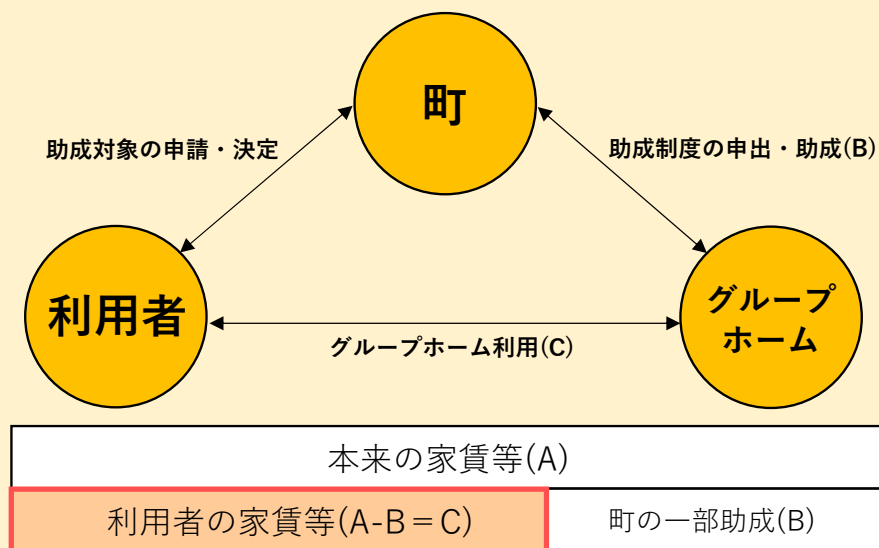 町
助成対象の申請・決定
助成制度の申出・助成(B)
利用者
グループ
ホーム
グループホーム利用(C)
本来の家賃等(A)
利用者の家賃等(A-B＝C)
町の一部助成(B)